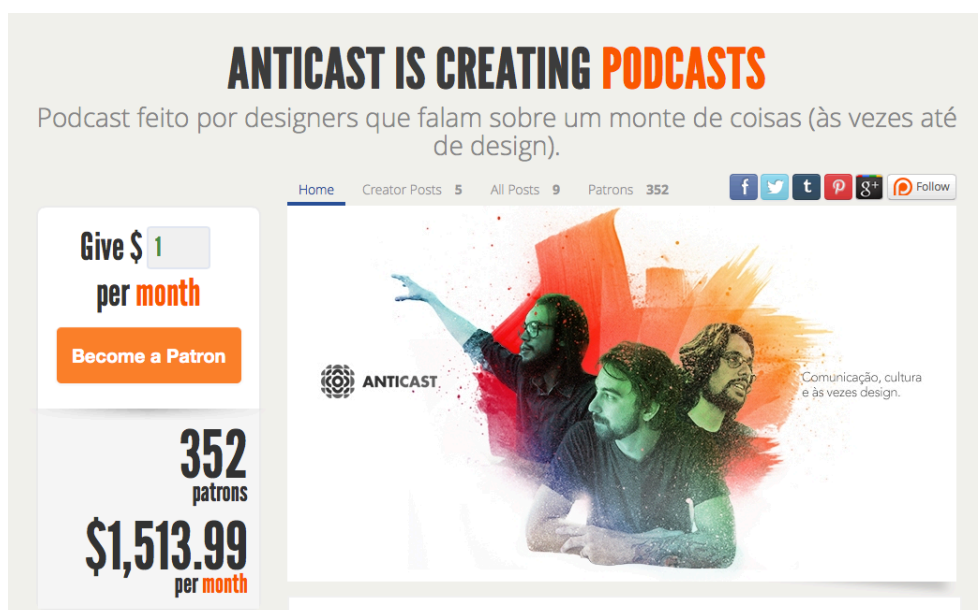 ANTICAST IS CREATING PODCASTS
Podcast feito por designers que falam sobre um monte de coisas (às vezes até
de design).
Home Creator Posts 5 All Posts 9 Patrons 352
f t p g+ Follow
Give $ 1
per month
Become a Patron
352
patrons
$1,513.99
per month
ANTICAST
Comunicação, cultura
e às vezes design.